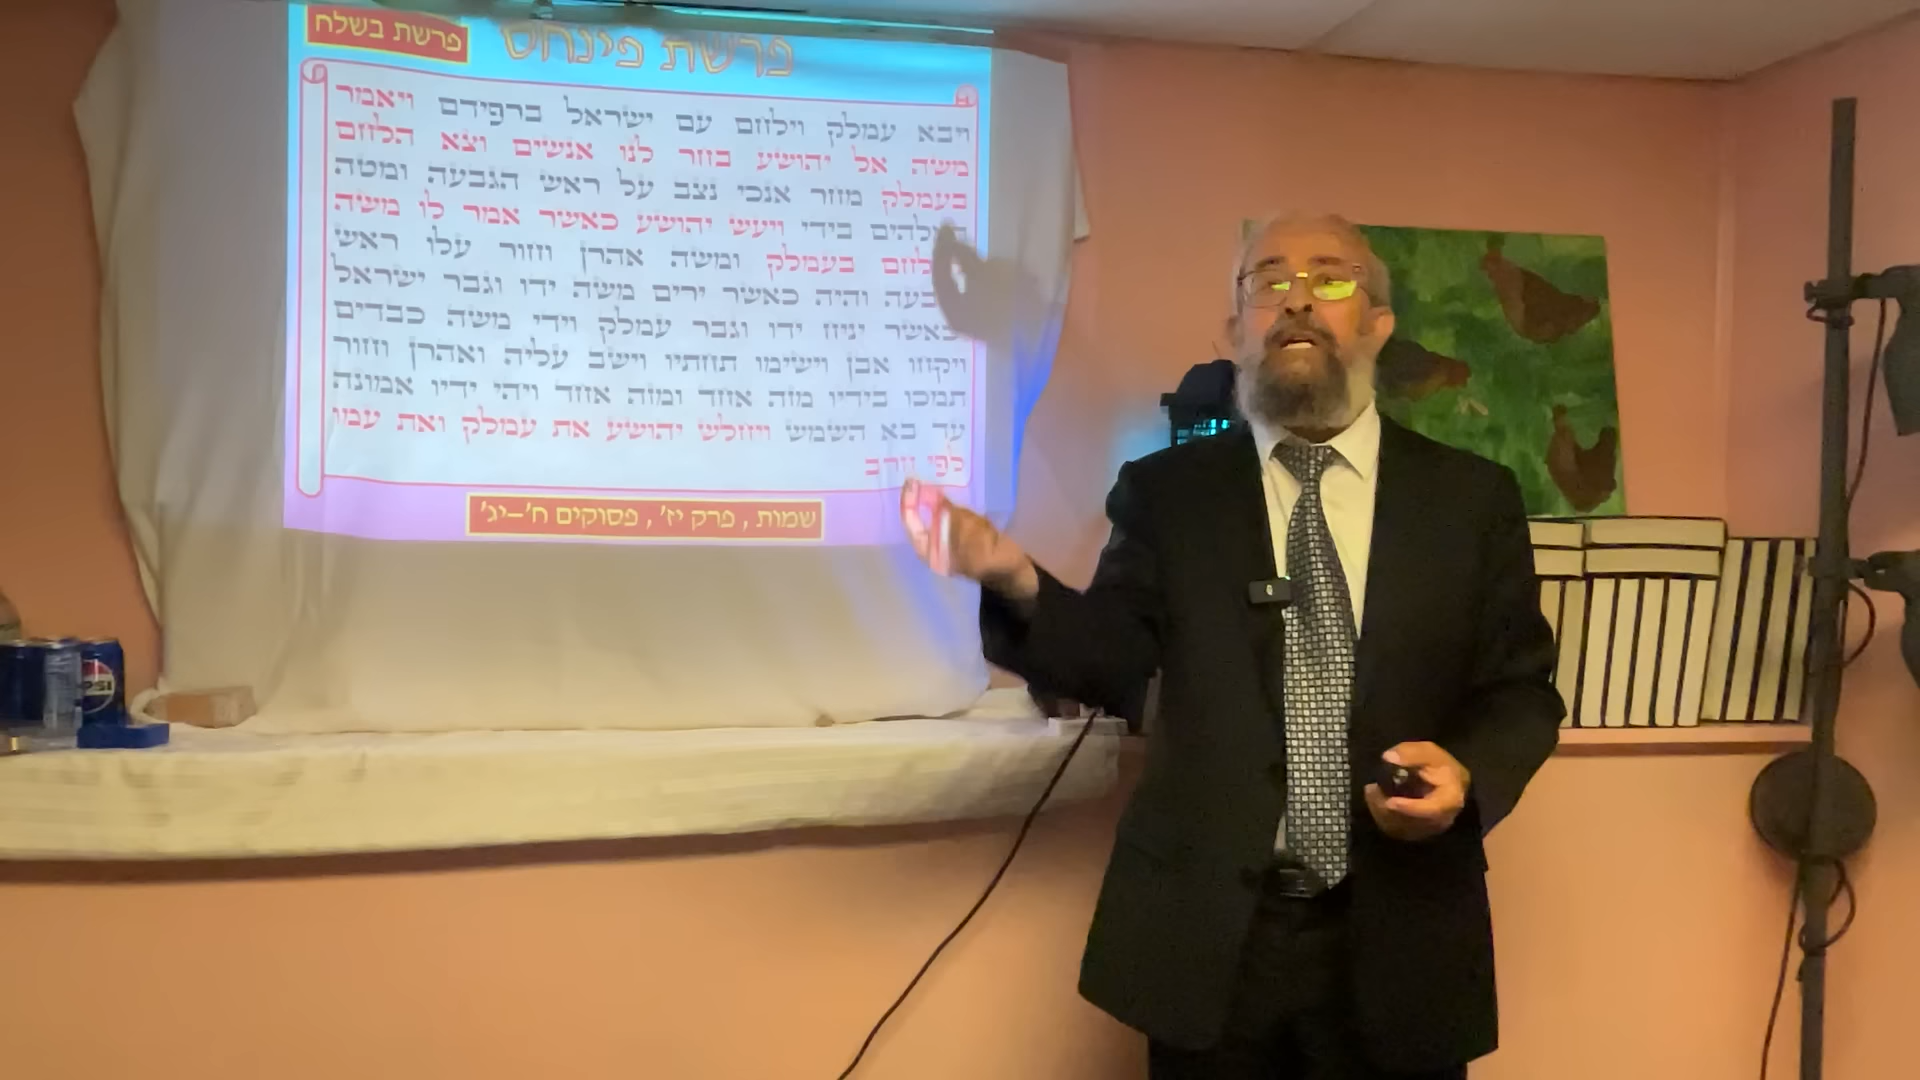 פרשת פינחס
פרשת בשלח
ויבא עמלק וילחם עם ישראל ברפידם ויאמר
משה אל יהושע בחר לנו אנשים וצא הלחם
בעמלק מחר אנכי נצב על ראש הגבעה ומטה
בידי ויעש יהושע כאשר אמר לו משה
בעמלק ומשה אהרן וחור עלו ראש
והיה כאשר ירים משה ידו וגבר ישראל
וכאשר יניח ידו וגבר עמלק וידי משה כבדים
ויקחו אבן וישימו תחתיו וישב עליה ואהרן וחור
תמכו בידיו מזה אחד ומזה אחד ויהי ידיו אמונה
עד בא השמש ויחלש יהושע את עמלק ואת עמו
לפי חרב
שמות, פרק יז', פסוקים ח'–יג'
PSI